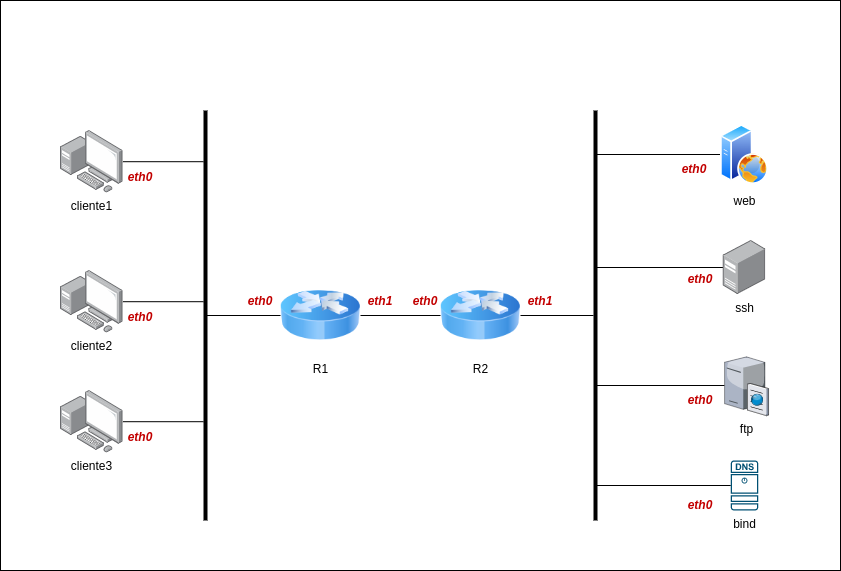 eth0
cliente1
eth0
cliente2
eth0
cliente3
eth0
eth1
R1
eth0
eth1
R2
eth0
web
eth0
ssh
eth0
ftp
DNS
eth0
bind